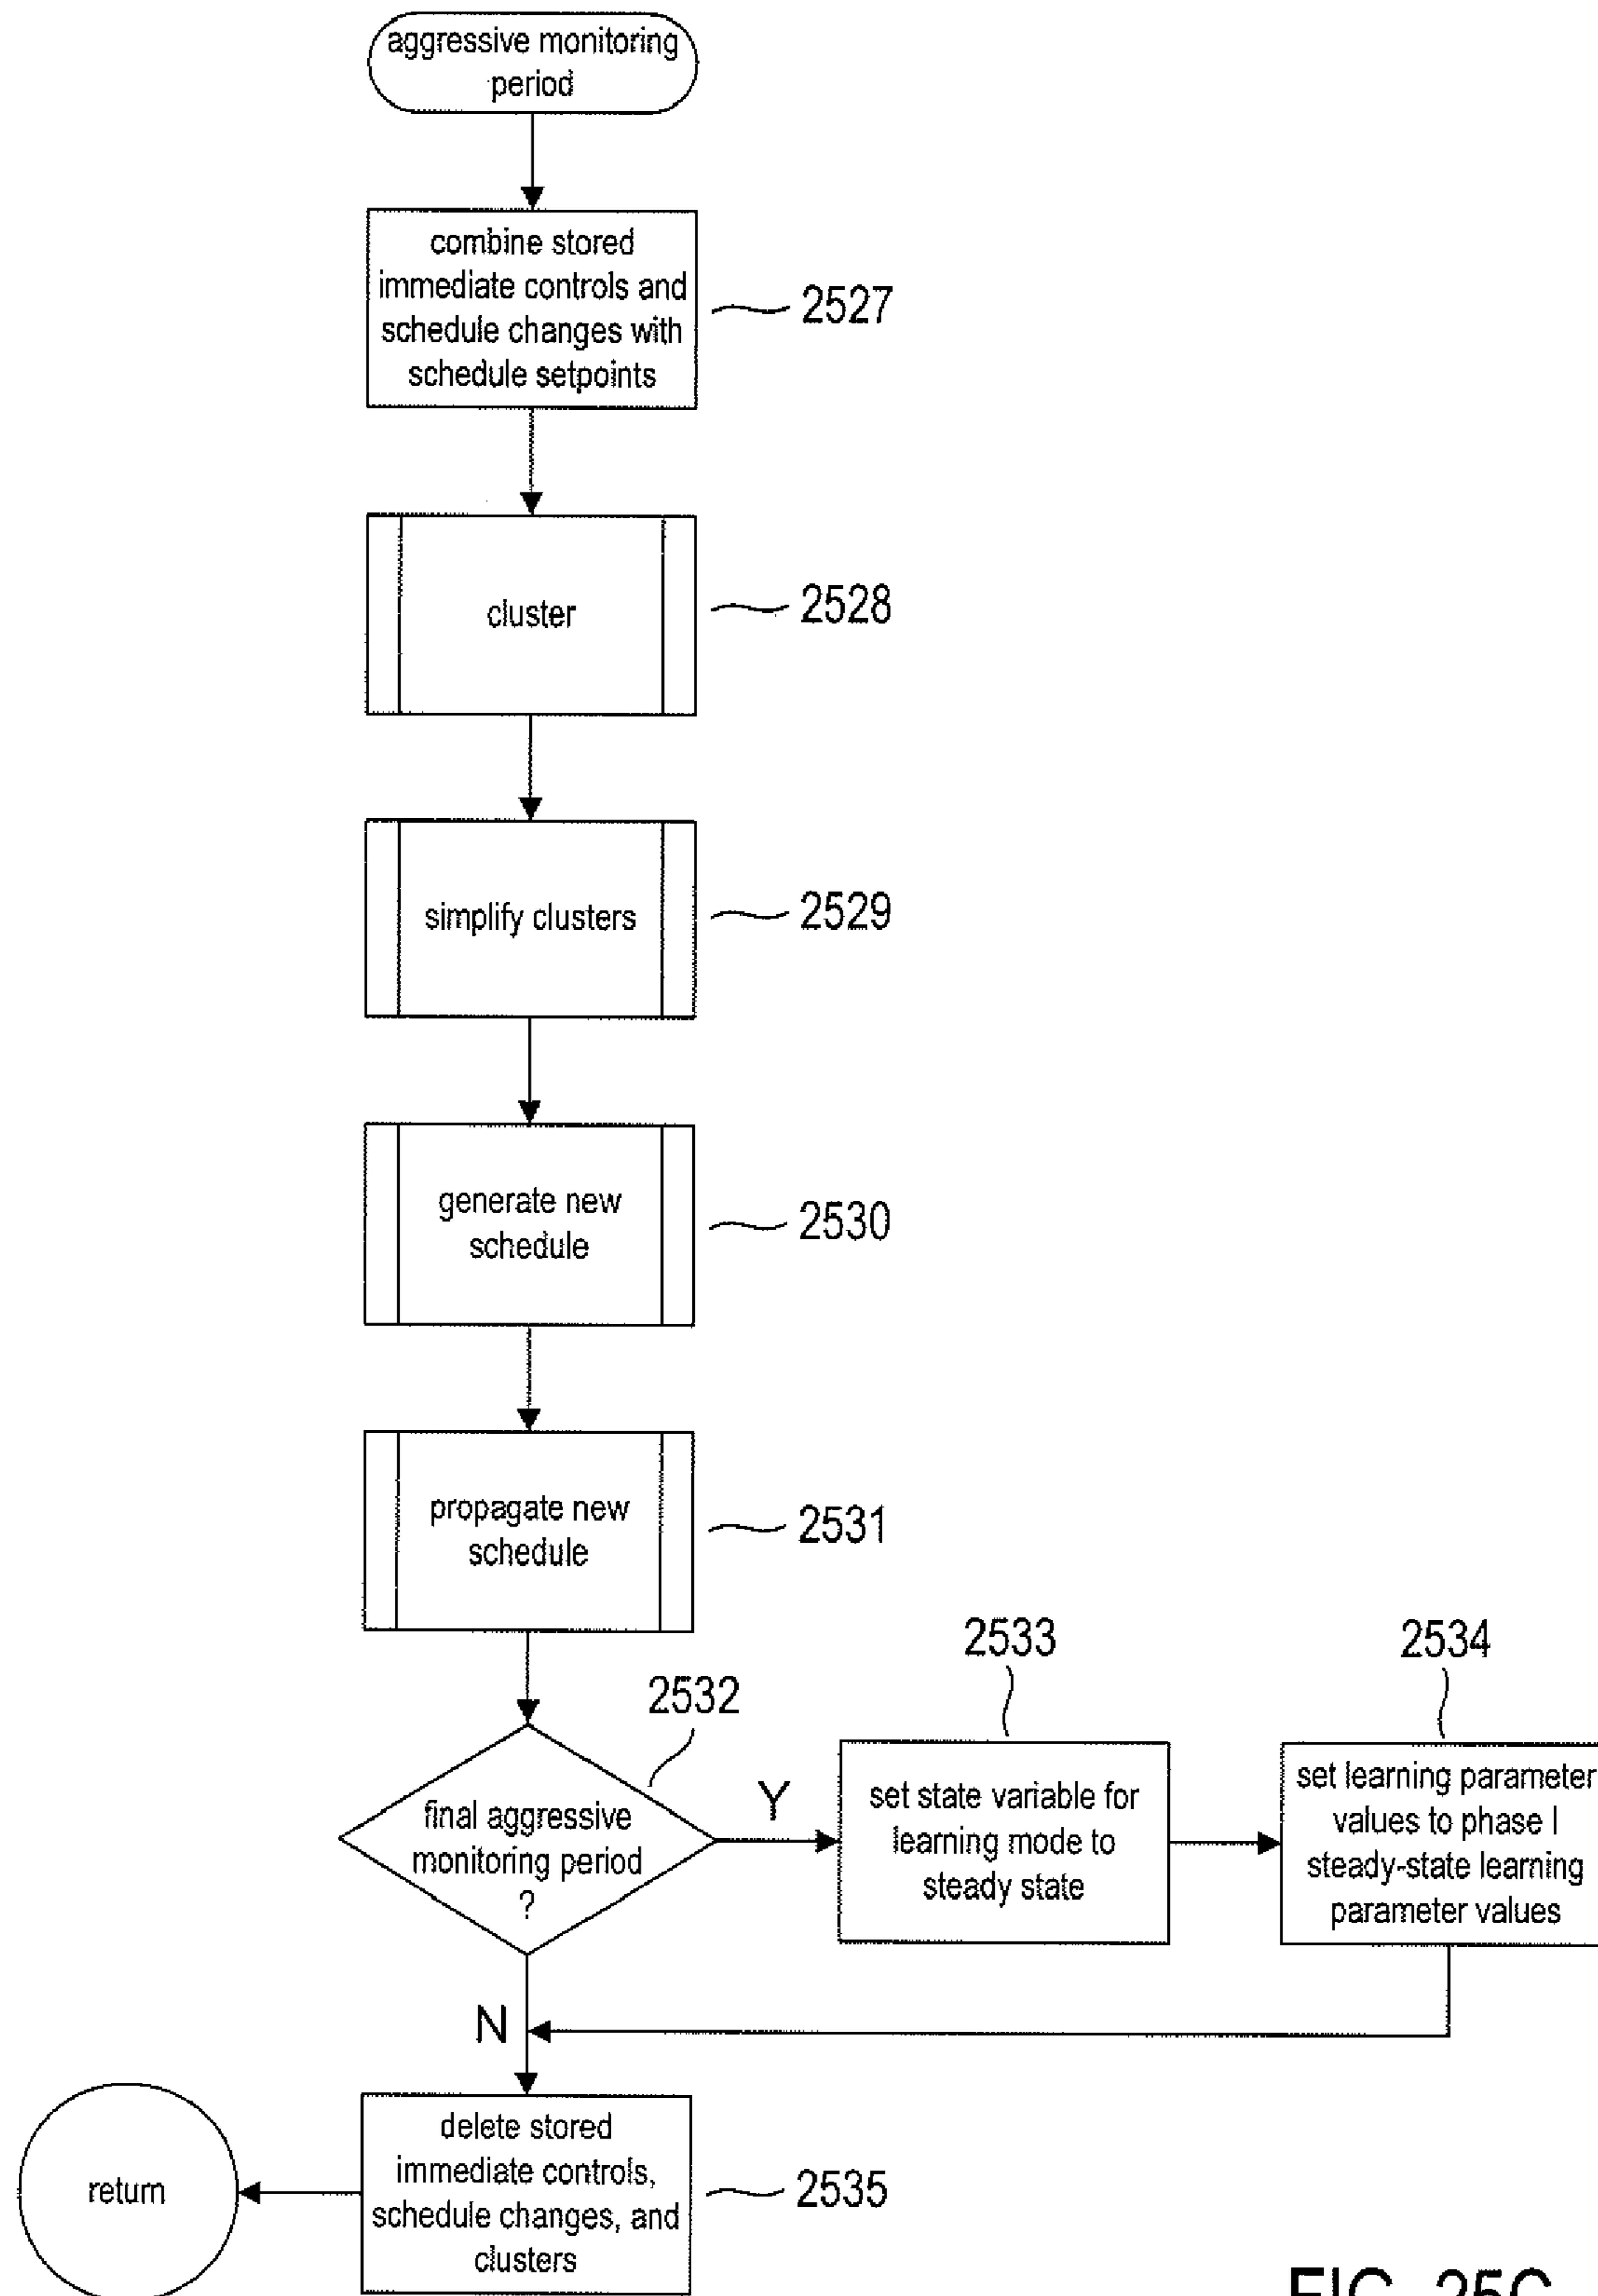 aggressive monitoring
period
combine stored
immediate controls and
schedule changes with
schedule setpoints
2527
cluster
2528
simplify clusters
2529
generate new
schedule
2530
propagate new
schedule
2531
2532
final aggressive
monitoring period
?
Y
2533
set state variable for
learning mode to
steady state
2534
set learning parameter
values to phase I
steady-state learning
parameter values
N
delete stored
immediate controls,
schedule changes, and
clusters
2535
return
FIG. 25C